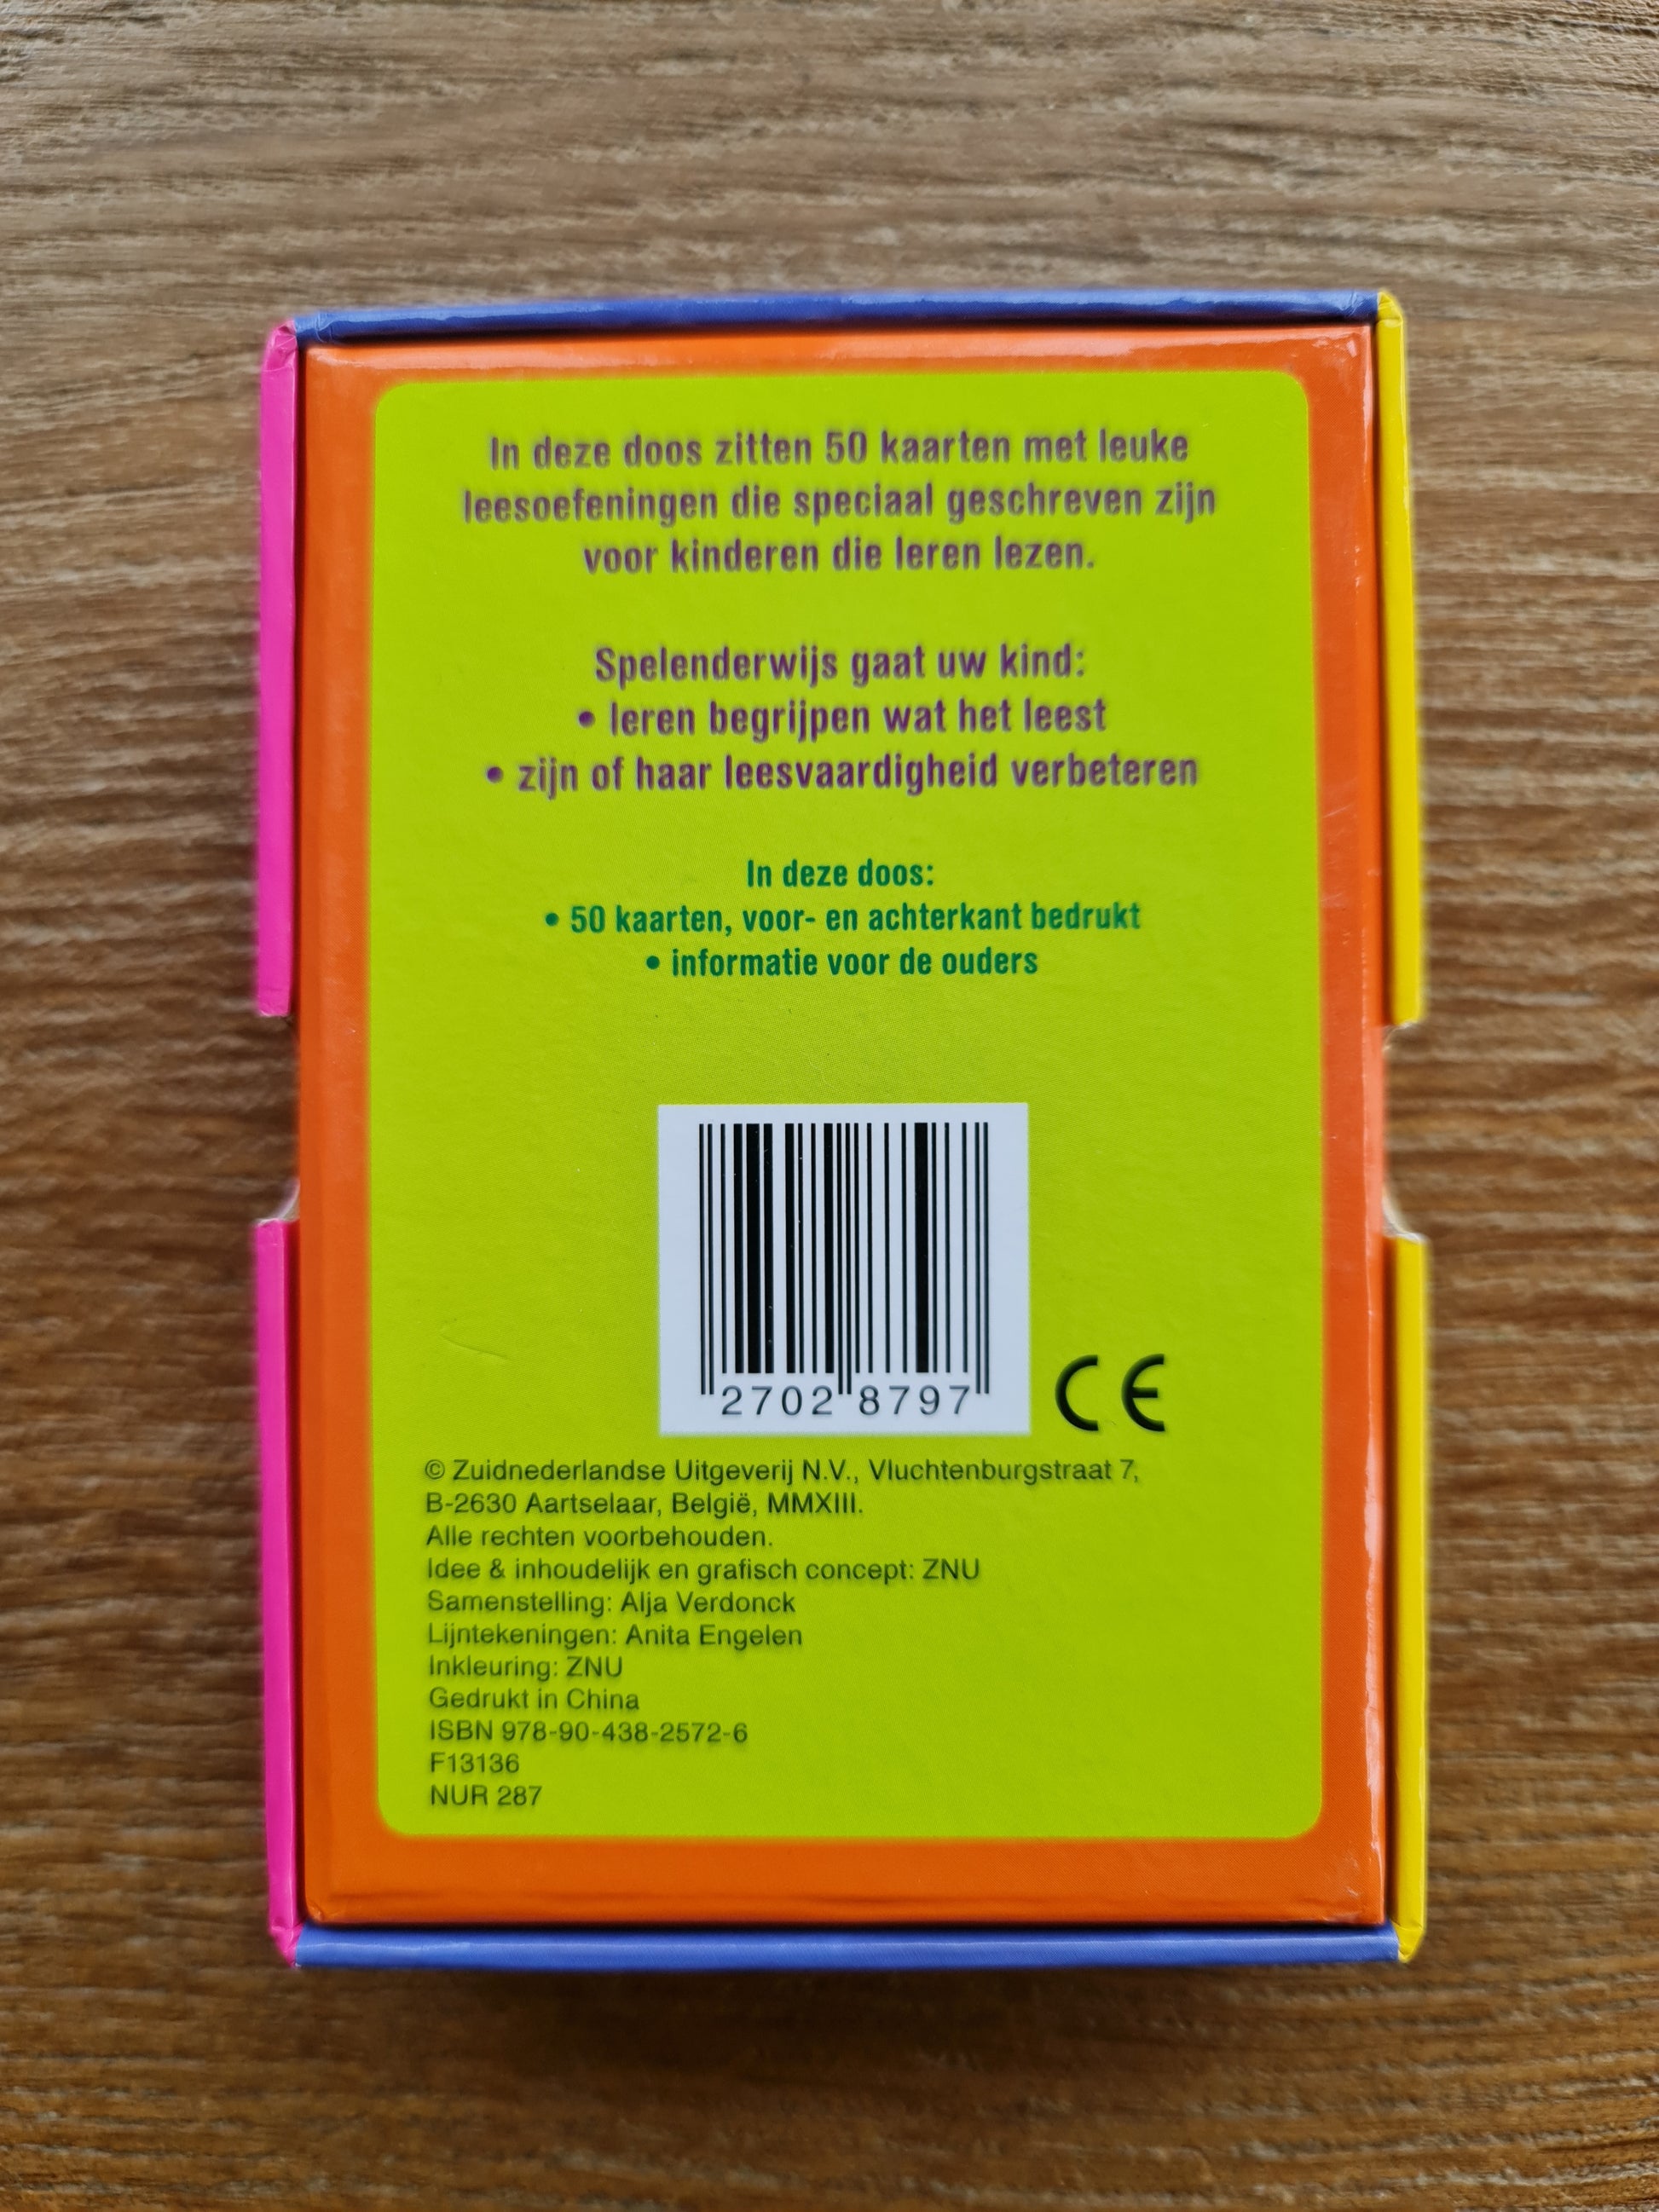 In deze doos zitten 50 kaarten met leuke
leesoefeningen die speciaal geschreven zijn
voor kinderen die leren lezen.
Spelenderwijs gaat uw kind:
• leren begrijpen wat het leest
• zijn of haar leesvaardigheid verbeteren
In deze doos:
• 50 kaarten, voor- en achterkant bedrukt
• informatie voor de ouders
2702 8797
CE
© Zuidnederlandse Uitgeverij N.V., Vluchtenburgstraat 7,
B-2630 Aartselaar, België, MMXIII.
Alle rechten voorbehouden.
Idee & inhoudelijk en grafisch concept: ZNU
Samenstelling: Alja Verdonck
Lijntekeningen: Anita Engelen
Inkleuring: ZNU
Gedrukt in China
ISBN 978-90-438-2572-6
F13136
NUR 287